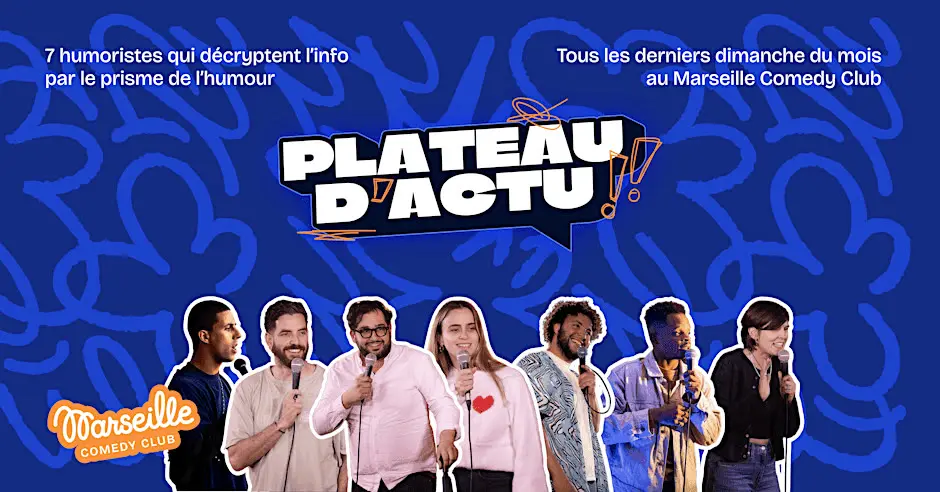 7 humoristes qui décryptent l'info
par le prisme de l'humour
Tous les derniers dimanche du mois
au Marseille Comedy Club
PLATEAU
D'ACTU !!
Marseille
COMEDY CLUB